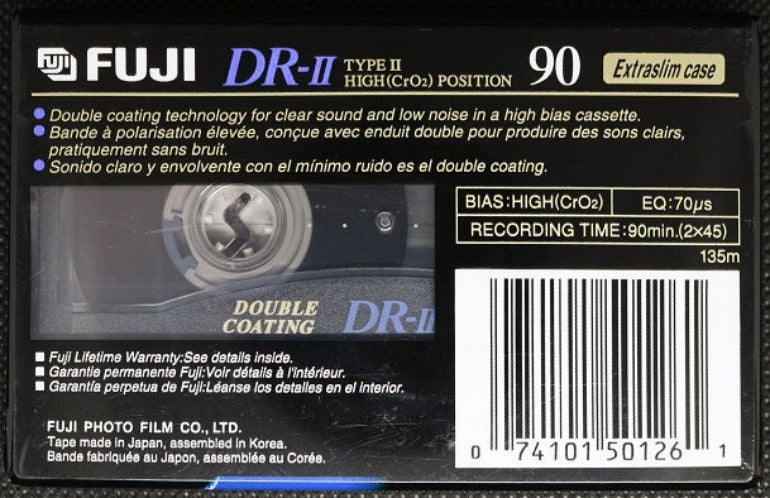 FUJI FUJI DR-II TYPE II
HIGH(CrO2) POSITION 90 Extraslim case
Double coating technology for clear sound and low noise in a high bias cassette.
Bande à polarisation élevée, conçue avec enduit double pour produire des sons clairs,
pratiquement sans bruit.
Sonido claro y envolvente con el mínimo ruido es el double coating.
BIAS:HIGH(CrO2) EQ:70µs
RECORDING TIME:90min.(2×45)
135m
DOUBLE
COATING DR-II
Fuji Lifetime Warranty:See details inside.
Garantie permanente Fuji:Voir détails à l'intérieur.
Garantía perpetua de Fuji:Léanse los detalles en el interior.
FUJI PHOTO FILM CO., LTD.
Tape made in Japan, assembled in Korea.
Bande fabriquée au Japon, assemblée au Corée.
0 74101 50126 1